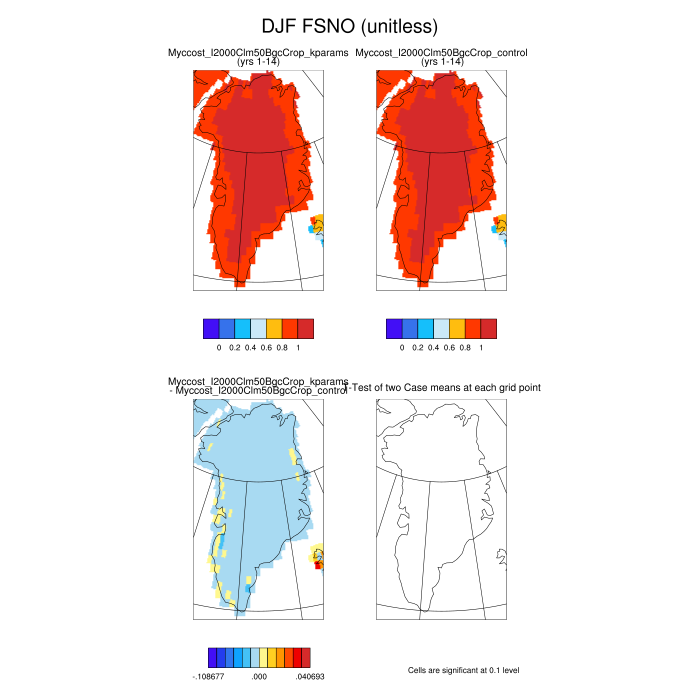 DJF FSNO (unitless)
Myccost_I2000Clm50BgcCrop_kparams
(yrs 1-14)
Myccost_I2000Clm50BgcCrop_control
(yrs 1-14)
0 0.2 0.4 0.6 0.8 1
0 0.2 0.4 0.6 0.8 1
Myccost_I2000Clm50BgcCrop_kparams
- Myccost_I2000Clm50BgcCrop_control
-Test of two Case means at each grid point
-.108677 .000 .040693
Cells are significant at 0.1 level